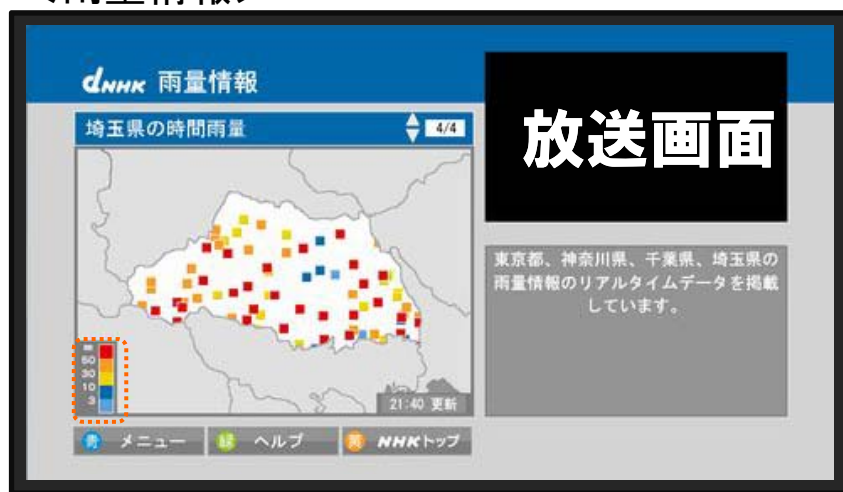 dNHK 雨量情報
埼玉県の時間雨量
4/4
放送画面
東京都、神奈川県、千葉県、埼玉県の
雨量情報のリアルタイムデータを掲載
しています。
50
30
10
3
21:40 更新
青 メニュー
緑 ヘルプ
黄 NHKトップ